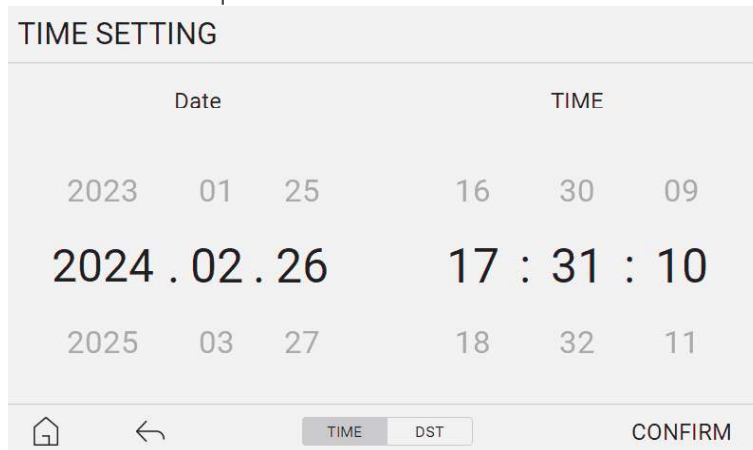 TIME SETTING
Date TIME
2023 01 25 16 30 09
2024 . 02 . 26 17 : 31 : 10
2025 03 27 18 32 11
TIME DST CONFIRM